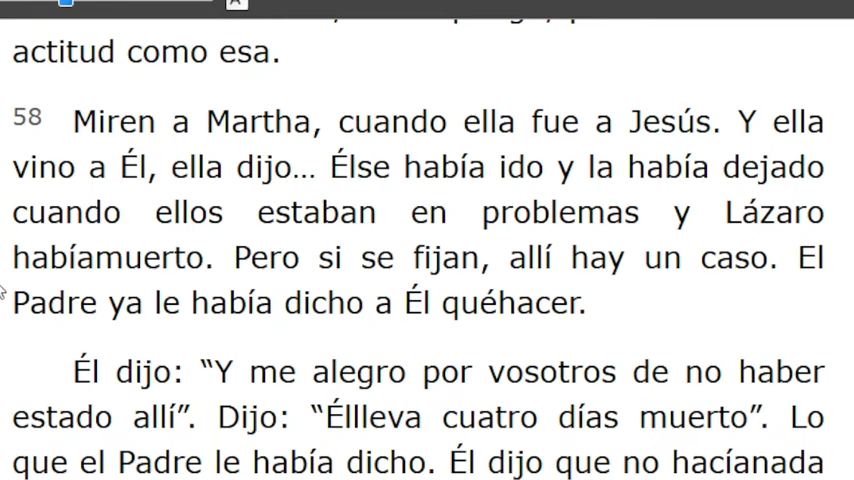 actitud como esa.
58 Miren a Martha, cuando ella fue a Jesús. Y ella
vino a Él, ella dijo... Élse había ido y la había dejado
cuando ellos estaban en problemas y Lázaro
habíamuerto. Pero si se fijan, allí hay un caso. El
Padre ya le había dicho a Él quéhacer.
Él dijo: “Y me alegro por vosotros de no haber
estado allí”. Dijo: “Éllleva cuatro días muerto”. Lo
que el Padre le había dicho. Él dijo que no hacíanada